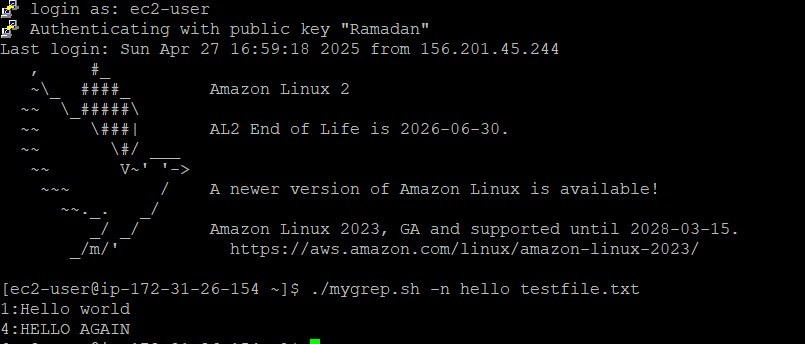 login as: ec2-user
Authenticating with public key "Ramadan"
Last login: Sun Apr 27 16:59:18 2025 from 156.201.45.244
   ,     #_
   ~\_  ####_        Amazon Linux 2
  ~~  \_#####\
  ~~     \###|       AL2 End of Life is 2026-06-30.
  ~~       \#/ ___
   ~~       V~' '->
    ~~~         /    A newer version of Amazon Linux is available!
      ~~._.   _/
         _/ _/       Amazon Linux 2023, GA and supported until 2028-03-15.
       _/m/'           https://aws.amazon.com/linux/amazon-linux-2023/
[ec2-user@ip-172-31-26-154 ~]$ ./mygrep.sh -n hello testfile.txt
1:Hello world
4:HELLO AGAIN